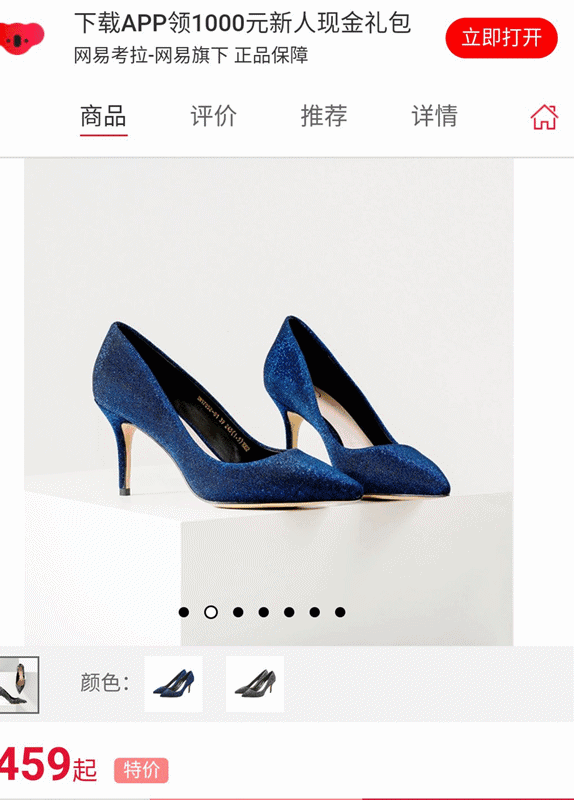 下载APP领1000元新人现金礼包
网易考拉-网易旗下 正品保障
立即打开
商品
评价
推荐
详情
颜色：
459起
特价